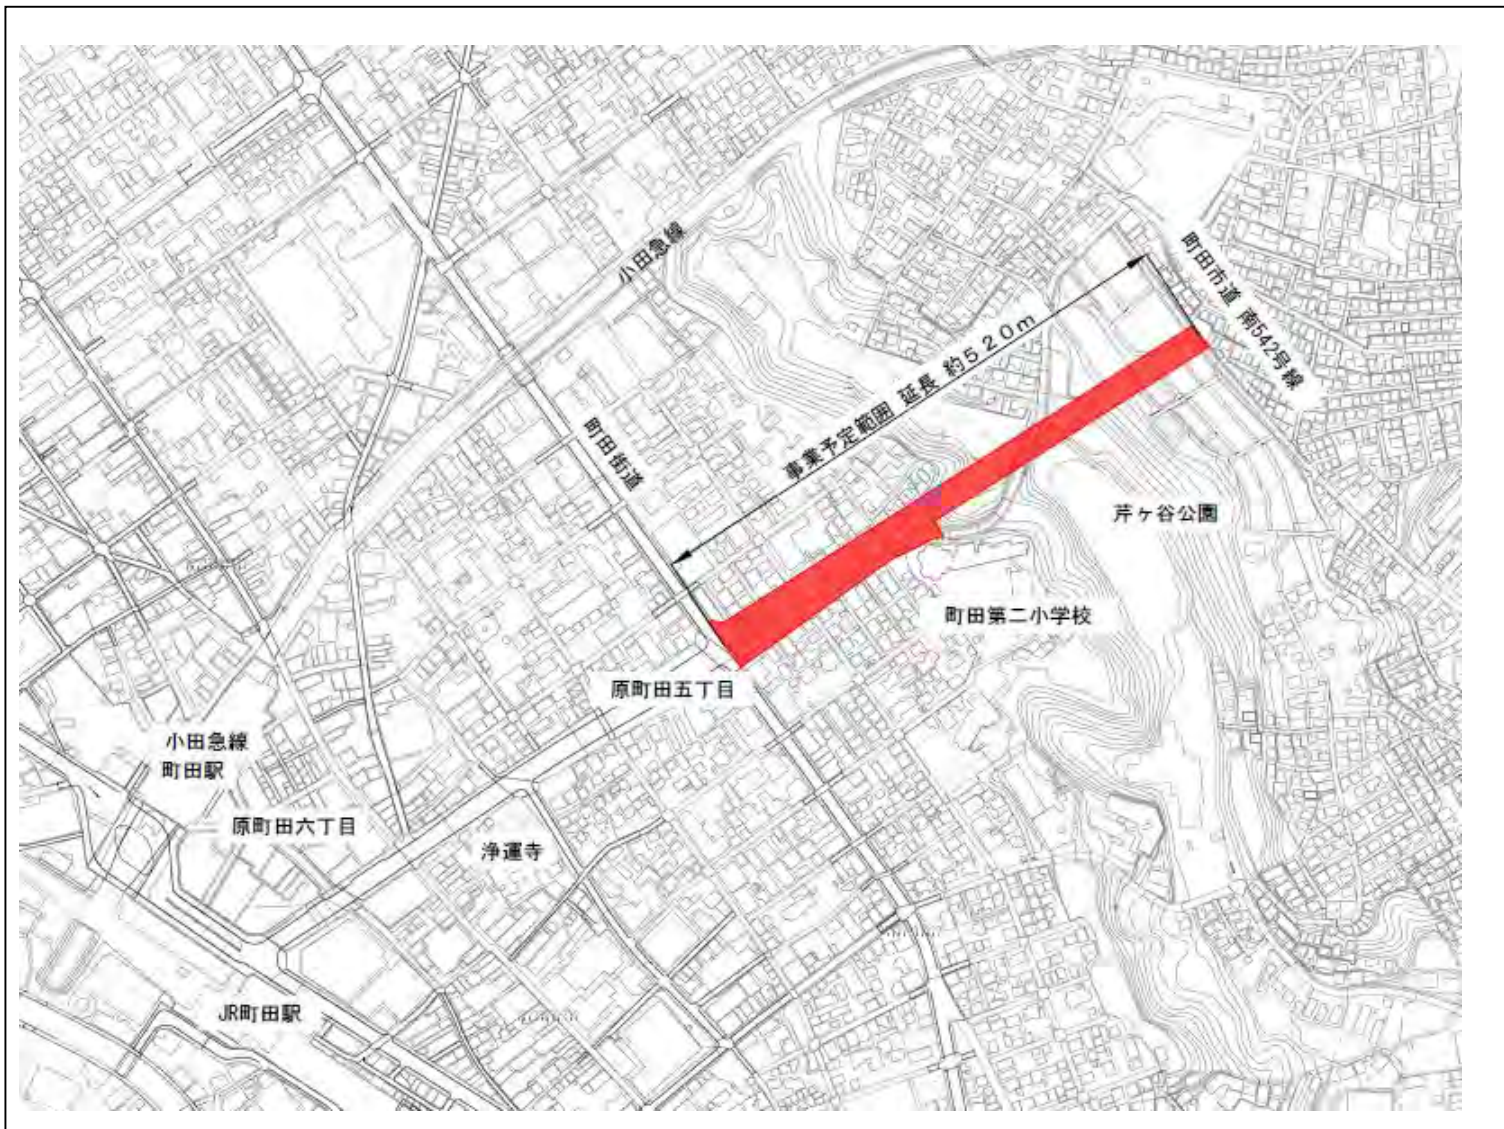 小田急線
町田市道 南542号線
事業予定範囲 延長 約520m
町田街道
芹ヶ谷公園
町田第二小学校
原町田五丁目
小田急線
町田駅
原町田六丁目
浄運寺
JR町田駅